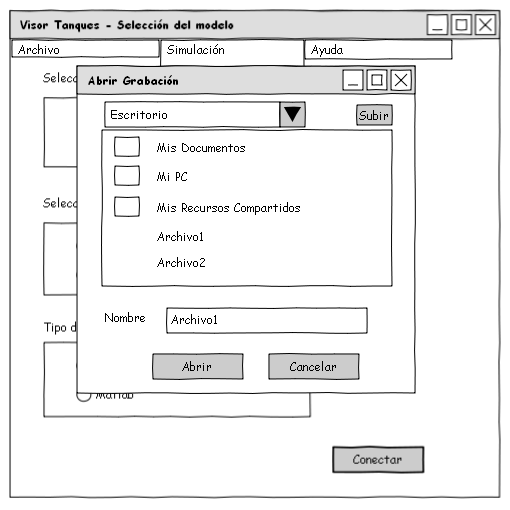 Visor Tanques - Selección del modelo
Archivo Simulación Ayuda
Selecc
Abrir Grabación
Escritorio Subir
Mis Documentos
Mi PC
Mis Recursos Compartidos
Archivo1
Archivo2
Selecc
Nombre Archivo1
Tipo d
Abrir Cancelar
Matlab
Conectar